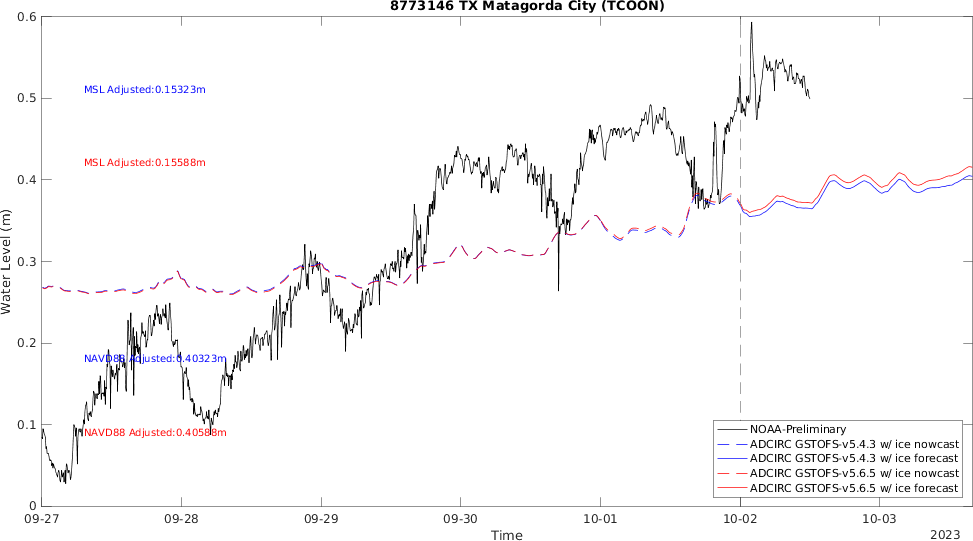 8773146 TX Matagorda City (TCOON)
Water Level (m)
0.6
0.5
0.4
0.3
0.2
0.1
0
MSL Adjusted:0.15323m
MSL Adjusted:0.15588m
NAVD88 Adjusted:0.40323m
NAVD88 Adjusted:0.40588m
NOAA-Preliminary
ADCIRC GSTOFS-v5.4.3 w/ ice nowcast
ADCIRC GSTOFS-v5.4.3 w/ ice forecast
ADCIRC GSTOFS-v5.6.5 w/ ice nowcast
ADCIRC GSTOFS-v5.6.5 w/ ice forecast
09-27 09-28 09-29 09-30 10-01 10-02 10-03
Time
2023